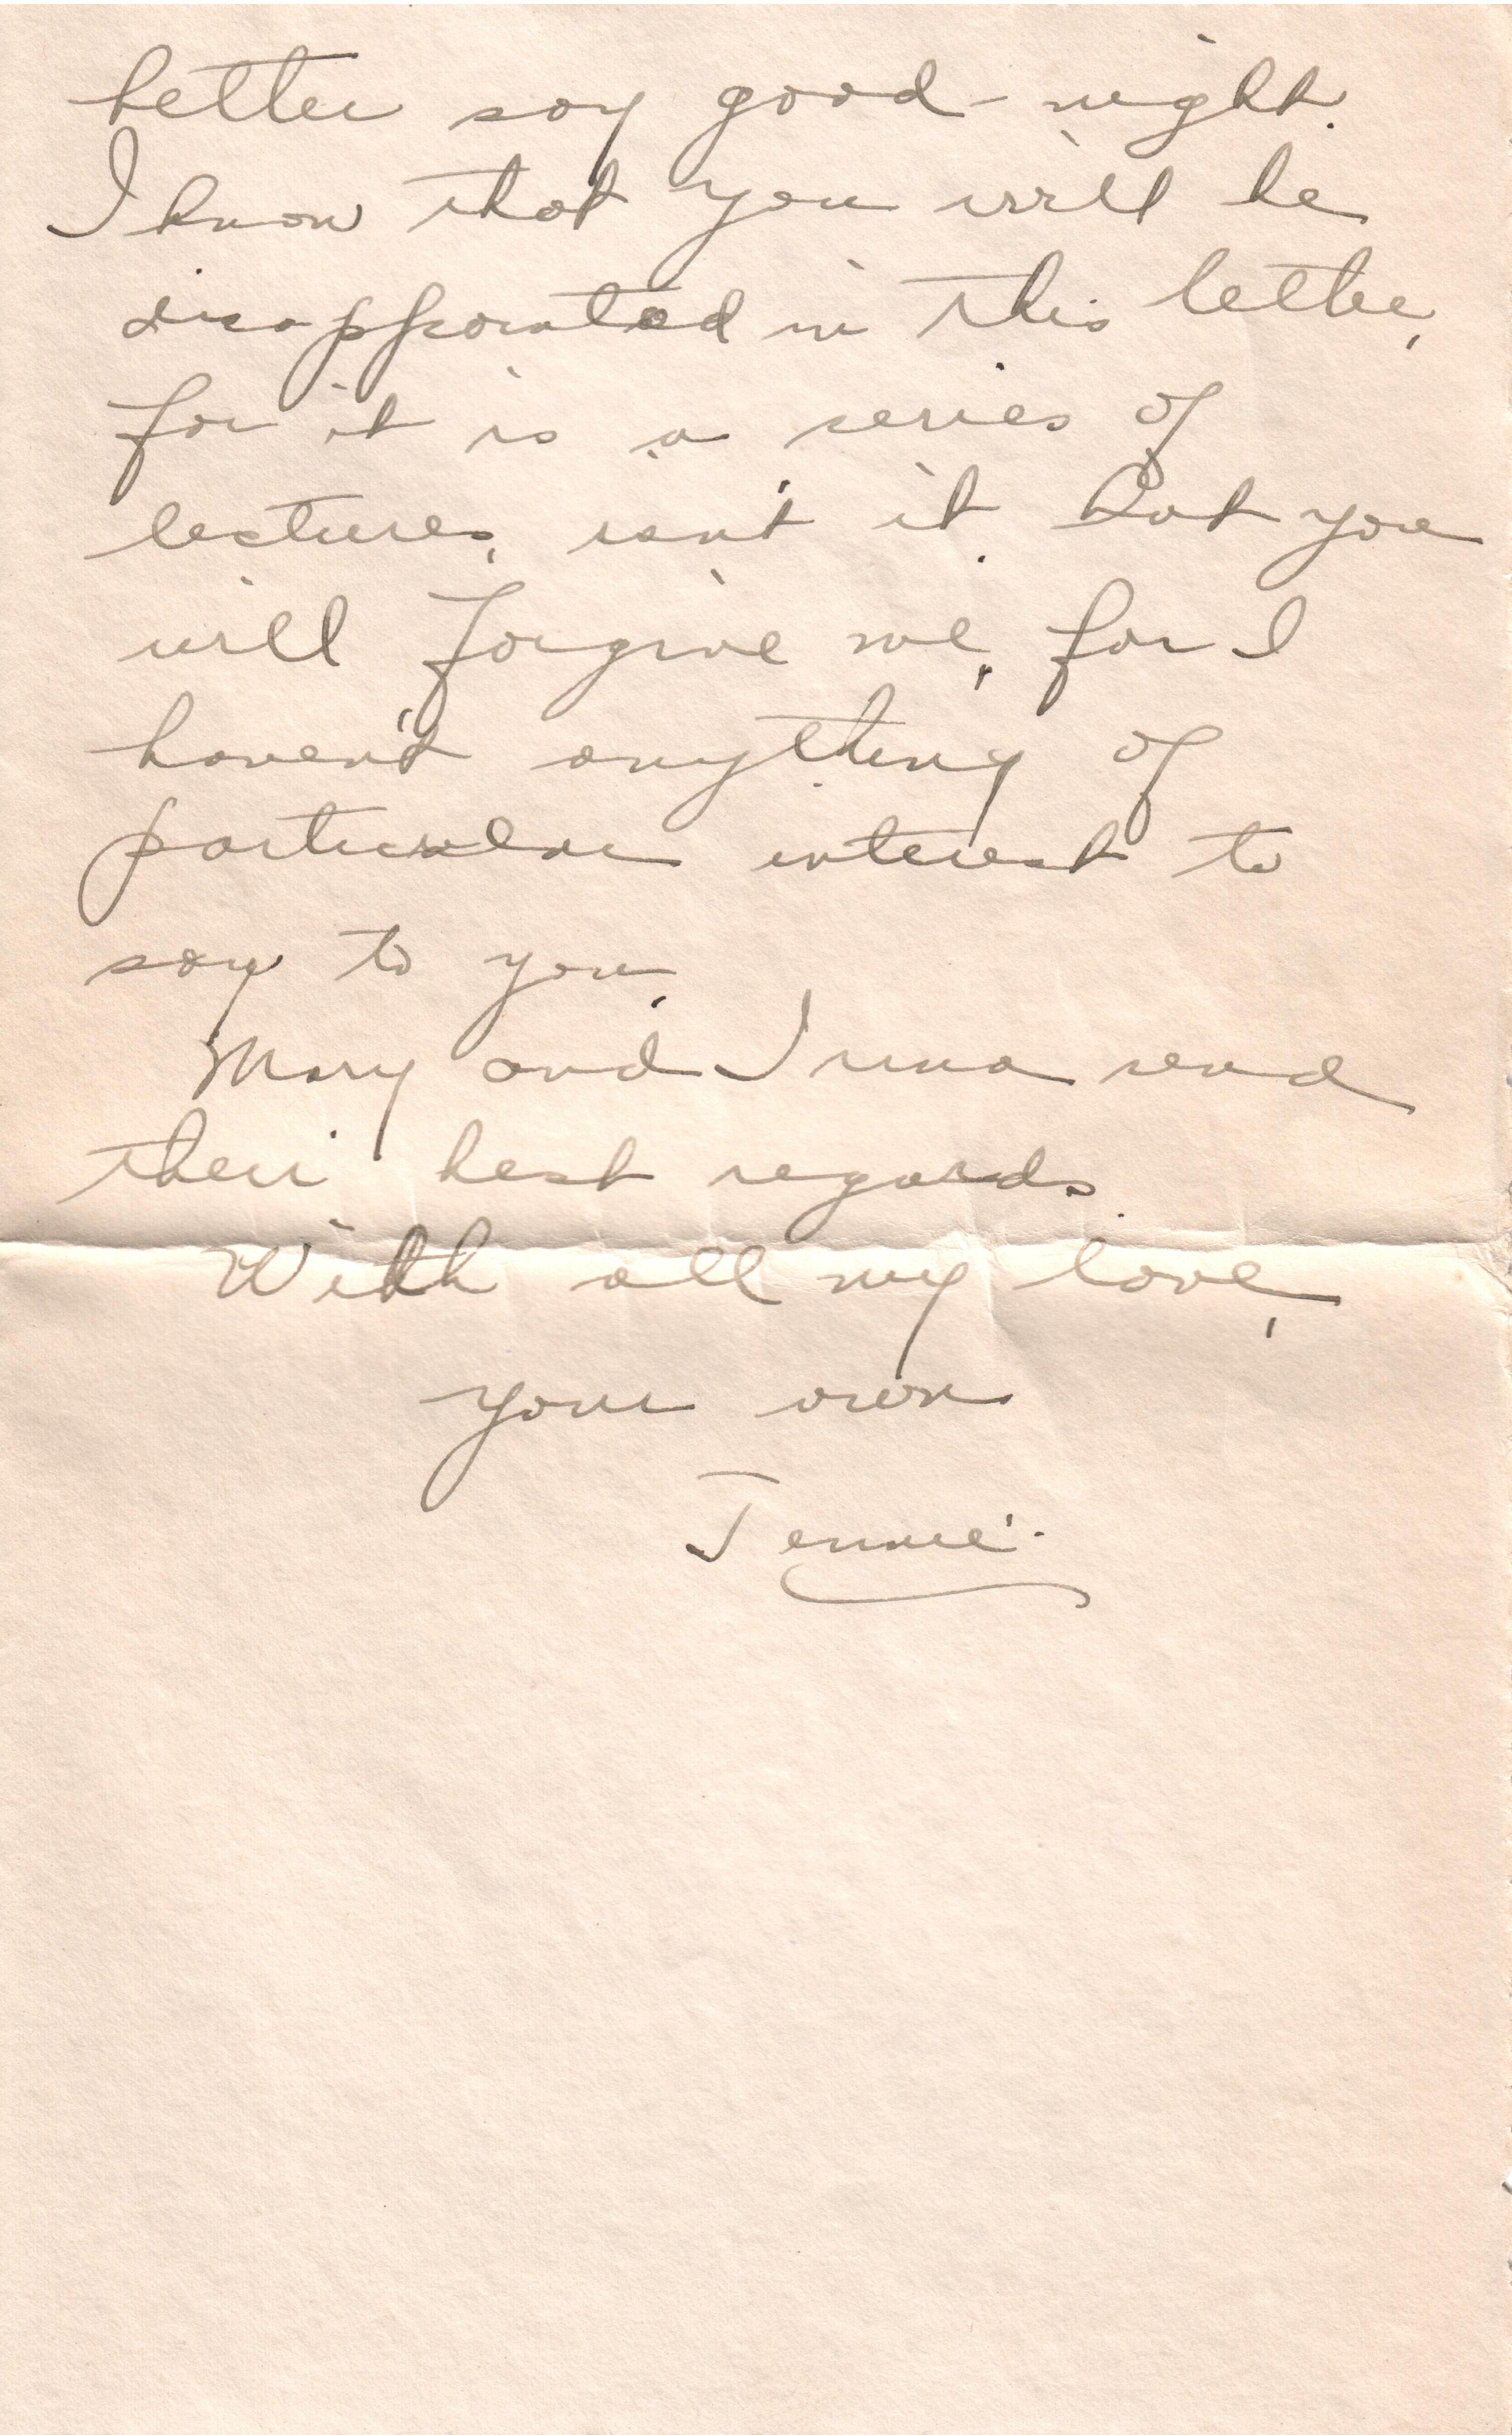 better say good-night.
I know that you will be
disappointed in this letter,
for it is a series of
lectures, isn't it. But you
will forgive me, for I
haven't anything of
particular interest to
say to you.
Mary and Irma send
their best regards.
With all my love,
your own
Jennie.